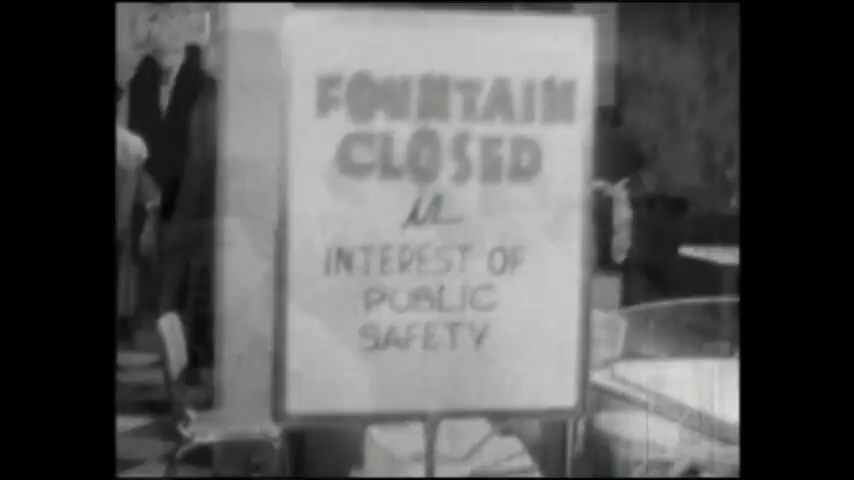 FOUNTAIN
CLOSED
in
INTEREST OF
PUBLIC
SAFETY